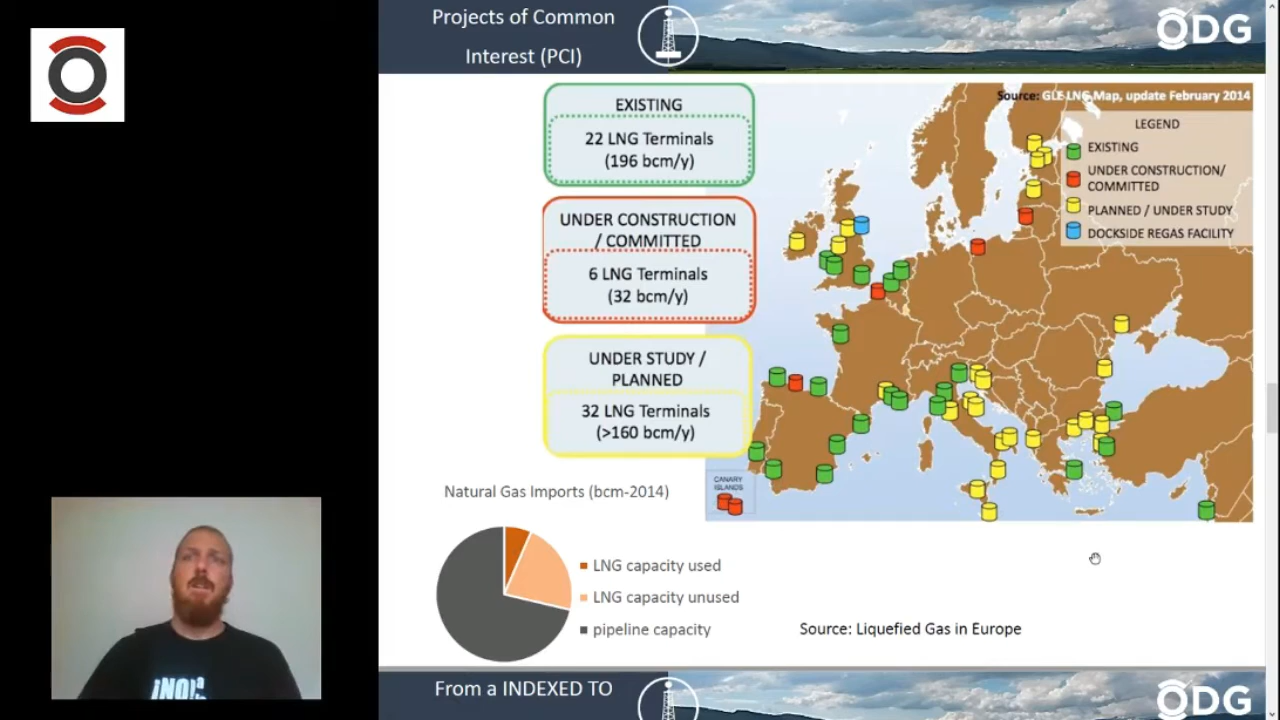 Projects of Common
Interest (PCI)
ODG
EXISTING
22 LNG Terminals
(196 bcm/y)
UNDER CONSTRUCTION
/ COMMITTED
6 LNG Terminals
(32 bcm/y)
UNDER STUDY /
PLANNED
32 LNG Terminals
(>160 bcm/y)
Source: GLE LNG Map, update February 2014
LEGEND
EXISTING
UNDER CONSTRUCTION/
COMMITTED
PLANNED / UNDER STUDY
DOCKSIDE REGAS FACILITY
CANARY
ISLANDS
Natural Gas Imports (bcm-2014)
LNG capacity used
LNG capacity unused
pipeline capacity
Source: Liquefied Gas in Europe
From a INDEXED TO
ODG